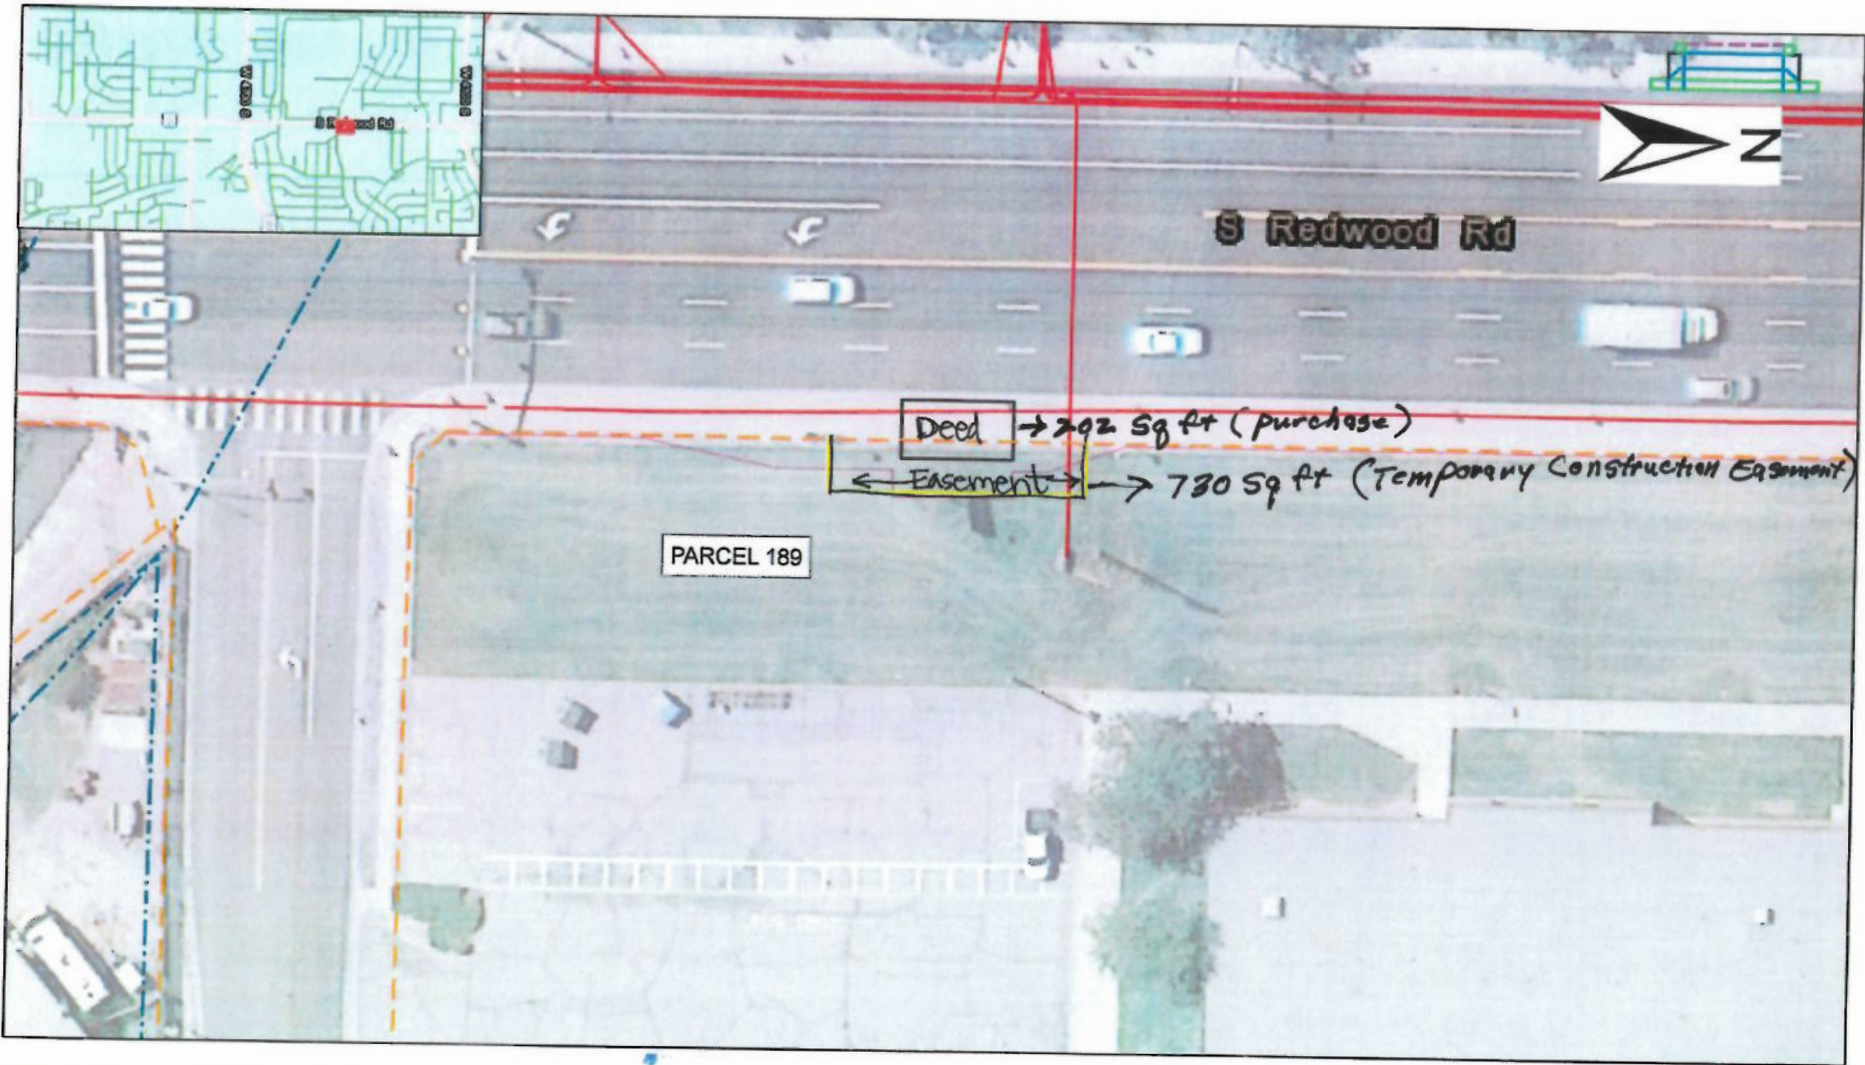 S Redwood Rd
N
Deed → 292 Sq ft (purchase)
Easement → 730 Sq ft (Temporary Construction Easement)
PARCEL 189